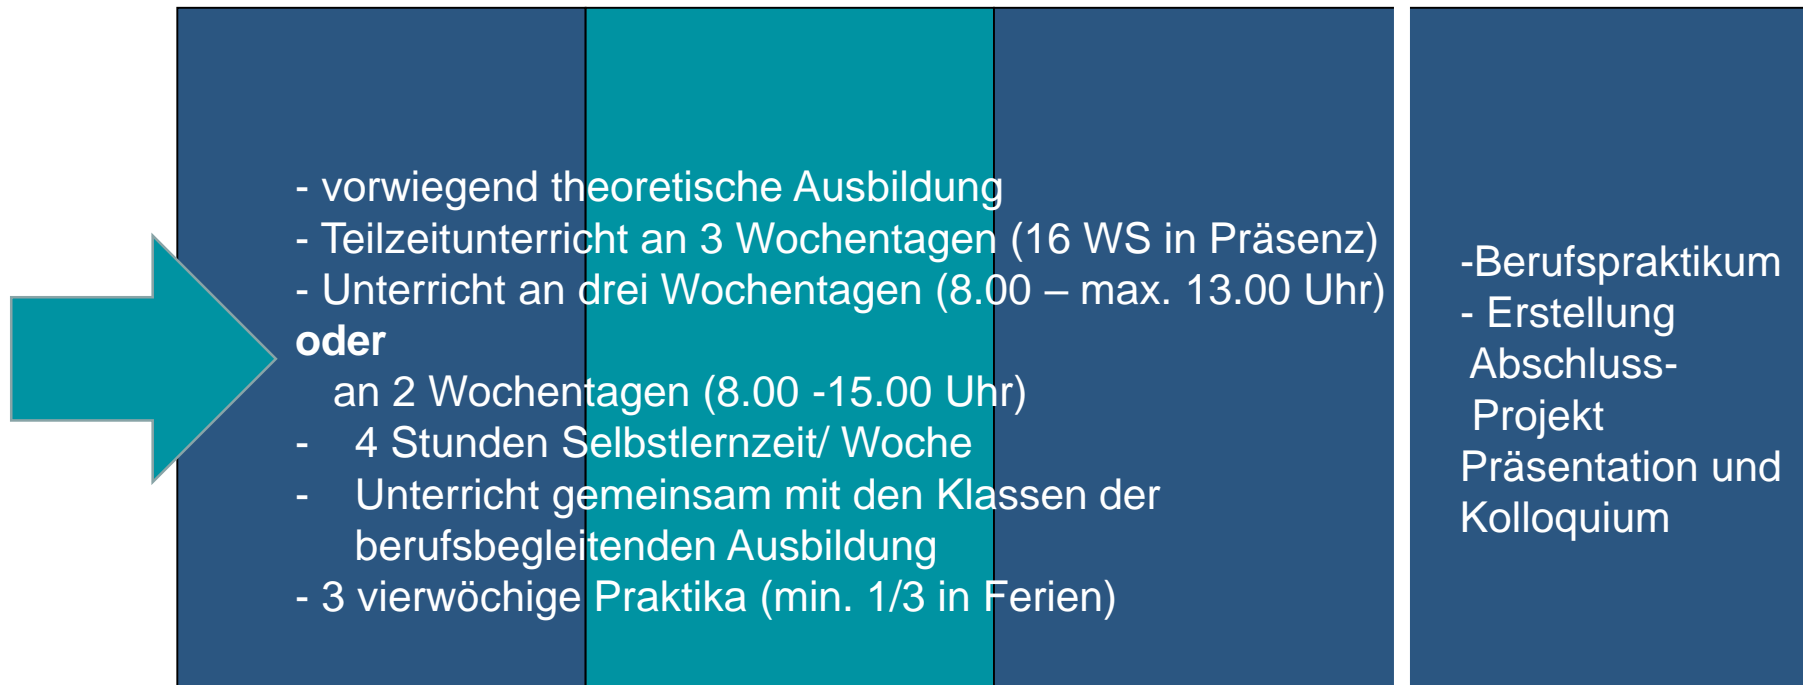 - vorwiegend theoretische Ausbildung
- Teilzeitunterricht an 3 Wochentagen (16 WS in Präsenz)
- Unterricht an drei Wochentagen (8.00 – max. 13.00 Uhr)
oder
an 2 Wochentagen (8.00 -15.00 Uhr)
- 4 Stunden Selbstlernzeit/ Woche
- Unterricht gemeinsam mit den Klassen der
berufsbegleitenden Ausbildung
- 3 vierwöchige Praktika (min. 1/3 in Ferien)
-Berufspraktikum
- Erstellung
Abschluss-
Projekt
Präsentation und
Kolloquium